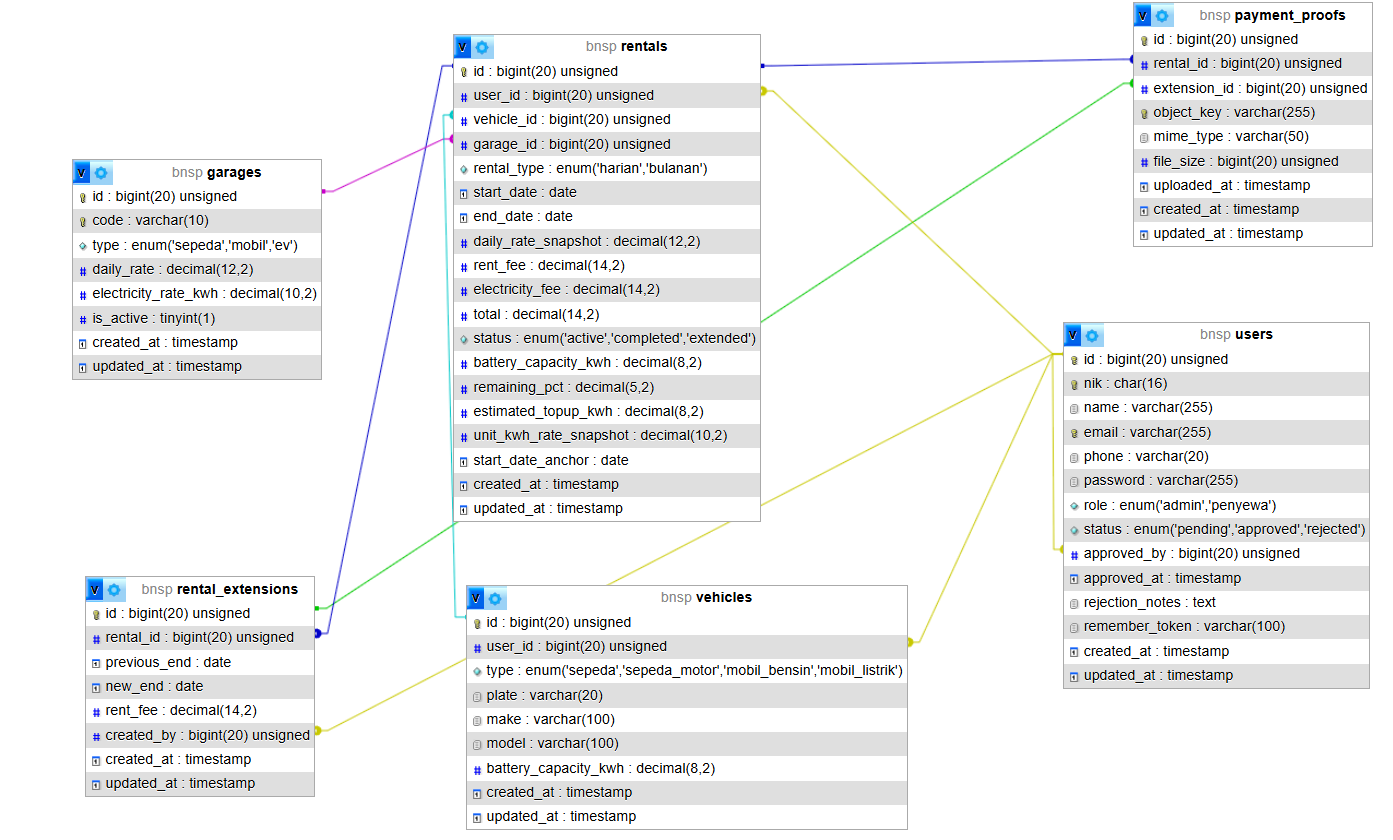 bnsp garages
id : bigint(20) unsigned
code : varchar(10)
type : enum('sepeda','mobil','ev')
daily_rate : decimal(12,2)
electricity_rate_kwh : decimal(10,2)
is_active : tinyint(1)
created_at : timestamp
updated_at : timestamp
bnsp rentals
id : bigint(20) unsigned
user_id : bigint(20) unsigned
vehicle_id : bigint(20) unsigned
garage_id : bigint(20) unsigned
rental_type : enum('harian','bulanan')
start_date : date
end_date : date
daily_rate_snapshot : decimal(12,2)
rent_fee : decimal(14,2)
electricity_fee : decimal(14,2)
total : decimal(14,2)
status : enum('active','completed','extended')
battery_capacity_kwh : decimal(8,2)
remaining_pct : decimal(5,2)
estimated_topup_kwh : decimal(8,2)
unit_kwh_rate_snapshot : decimal(10,2)
start_date_anchor : date
created_at : timestamp
updated_at : timestamp
bnsp payment_proofs
id : bigint(20) unsigned
rental_id : bigint(20) unsigned
extension_id : bigint(20) unsigned
object_key : varchar(255)
mime_type : varchar(50)
file_size : bigint(20) unsigned
uploaded_at : timestamp
created_at : timestamp
updated_at : timestamp
bnsp users
id : bigint(20) unsigned
nik : char(16)
name : varchar(255)
email : varchar(255)
phone : varchar(20)
password : varchar(255)
role : enum('admin','penyewa')
status : enum('pending','approved','rejected')
approved_by : bigint(20) unsigned
approved_at : timestamp
rejection_notes : text
remember_token : varchar(100)
created_at : timestamp
updated_at : timestamp
bnsp rental_extensions
id : bigint(20) unsigned
rental_id : bigint(20) unsigned
previous_end : date
new_end : date
rent_fee : decimal(14,2)
created_by : bigint(20) unsigned
created_at : timestamp
updated_at : timestamp
bnsp vehicles
id : bigint(20) unsigned
user_id : bigint(20) unsigned
type : enum('sepeda','sepeda_motor','mobil_bensin','mobil_listrik')
plate : varchar(20)
make : varchar(100)
model : varchar(100)
battery_capacity_kwh : decimal(8,2)
created_at : timestamp
updated_at : timestamp